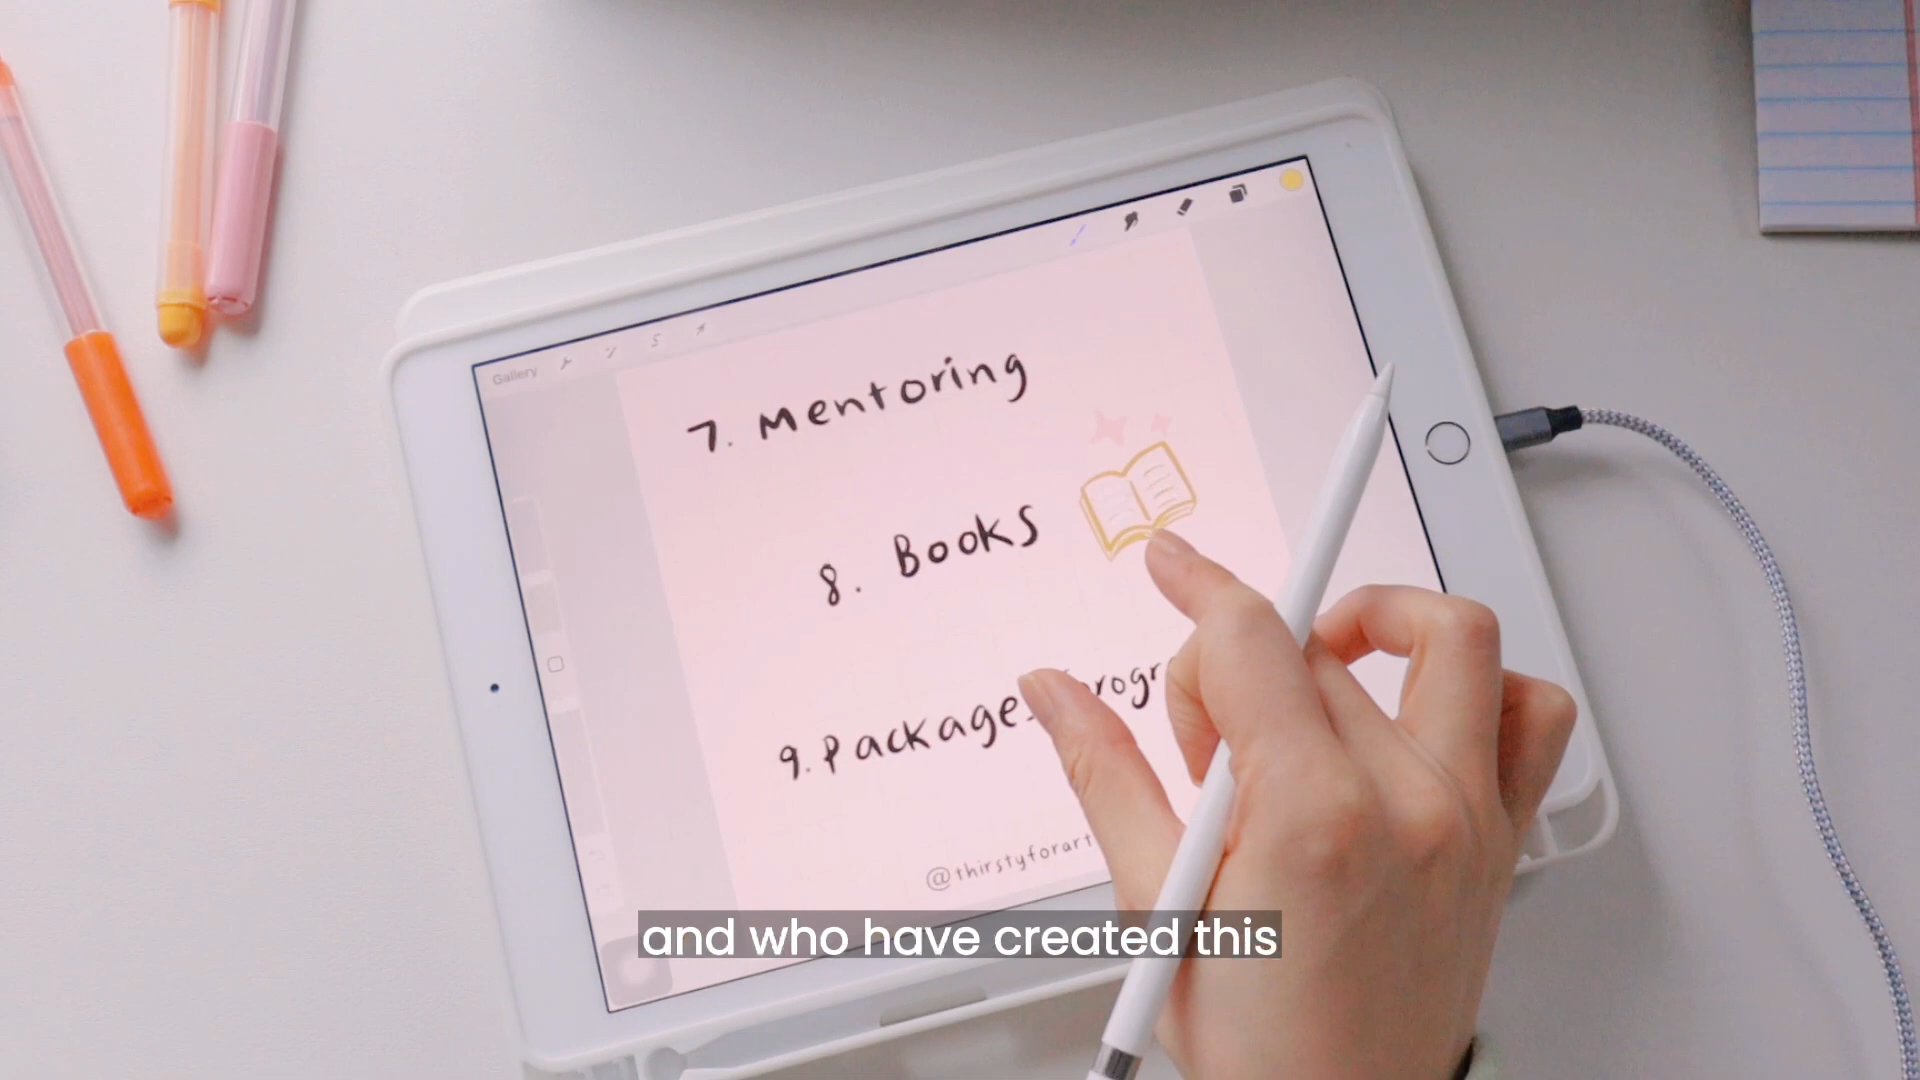 Gallery
7. Mentoring
8. Books
9. Package
@thirstyforart
and who have created this